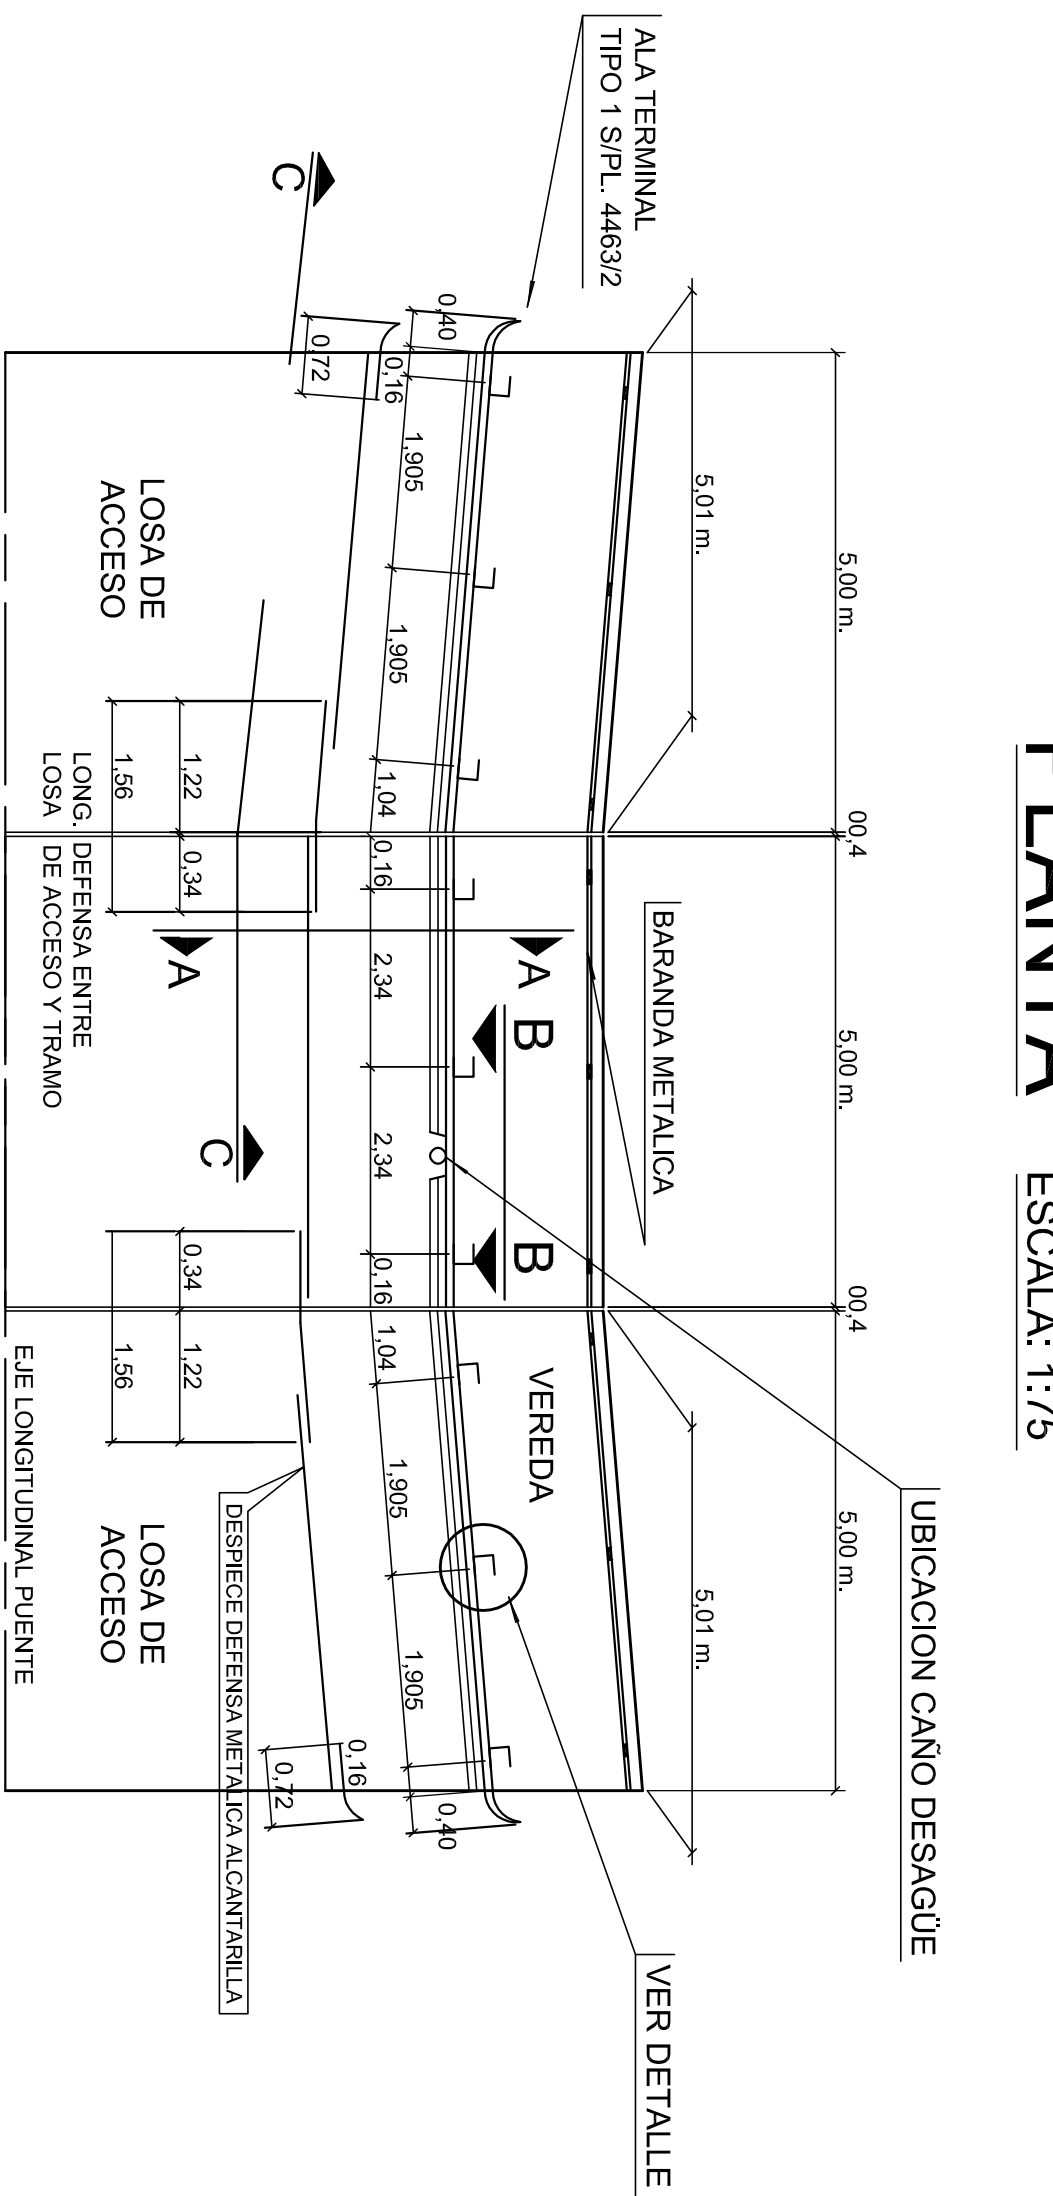 PLANTA ESCALA: 1:75
UBICACION CAÑO DESAGÜE
00,4
00,4
5,00 m.
5,00 m.
5,00 m.
5,01 m.
5,01 m.
ALA TERMINAL
TIPO 1 S/PL. 4463/2
BARANDA METALICA
VER DETALLE
VEREDA
A
B
B
0,40
0,16
1,905
1,905
1,04
0,16
2,34
2,34
0,16
1,04
1,905
1,905
0,40
0,72
0,16
0,72
C
C
A
1,22
0,34
1,56
0,34
1,22
1,56
DESPIECE DEFENSA METALICA ALCANTARILLA
LOSA DE
ACCESO
LOSA DE
ACCESO
LONG. DEFENSA ENTRE
LOSA DE ACCESO Y TRAMO
EJE LONGITUDINAL PUENTE